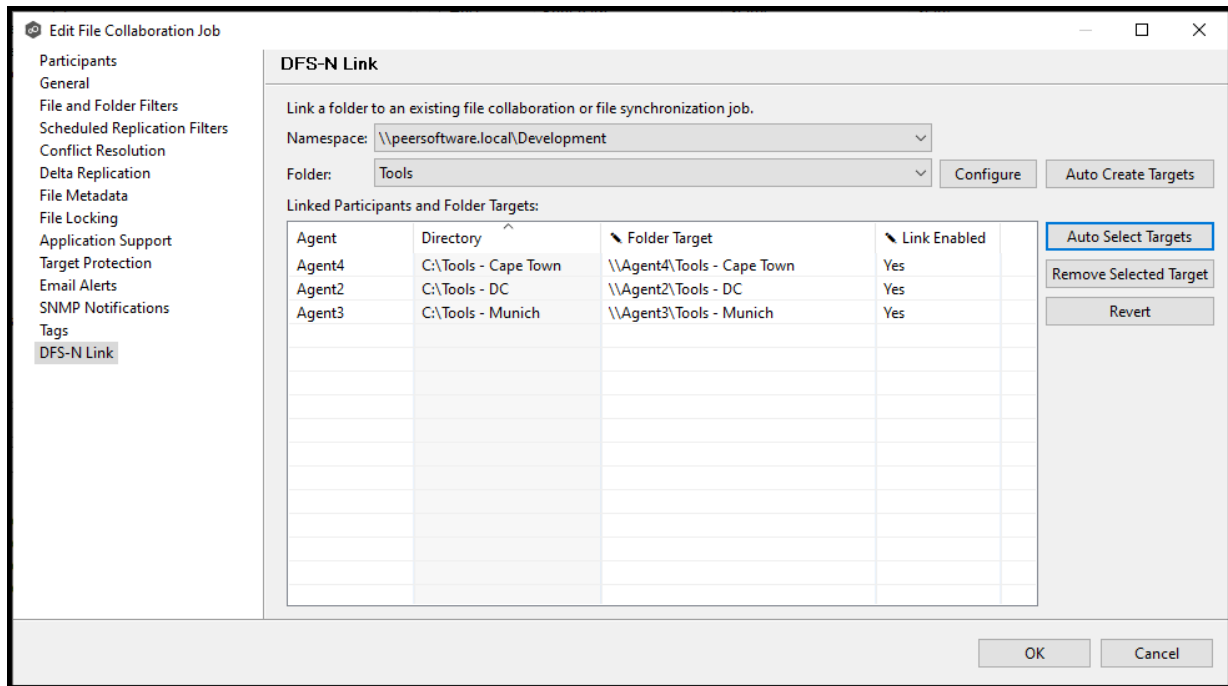 Edit File Collaboration Job
Participants
General
File and Folder Filters
Scheduled Replication Filters
Conflict Resolution
Delta Replication
File Metadata
File Locking
Application Support
Target Protection
Email Alerts
SNMP Notifications
Tags
DFS-N Link
DFS-N Link
Link a folder to an existing file collaboration or file synchronization job.
Namespace: \\peersoftware.local\Development
Folder: Tools Configure Auto Create Targets
Linked Participants and Folder Targets:
Agent Directory Folder Target Link Enabled
Agent4 C:\Tools - Cape Town \\Agent4\Tools - Cape Town Yes
Agent2 C:\Tools - DC \\Agent2\Tools - DC Yes
Agent3 C:\Tools - Munich \\Agent3\Tools - Munich Yes
Auto Select Targets
Remove Selected Target
Revert
OK Cancel